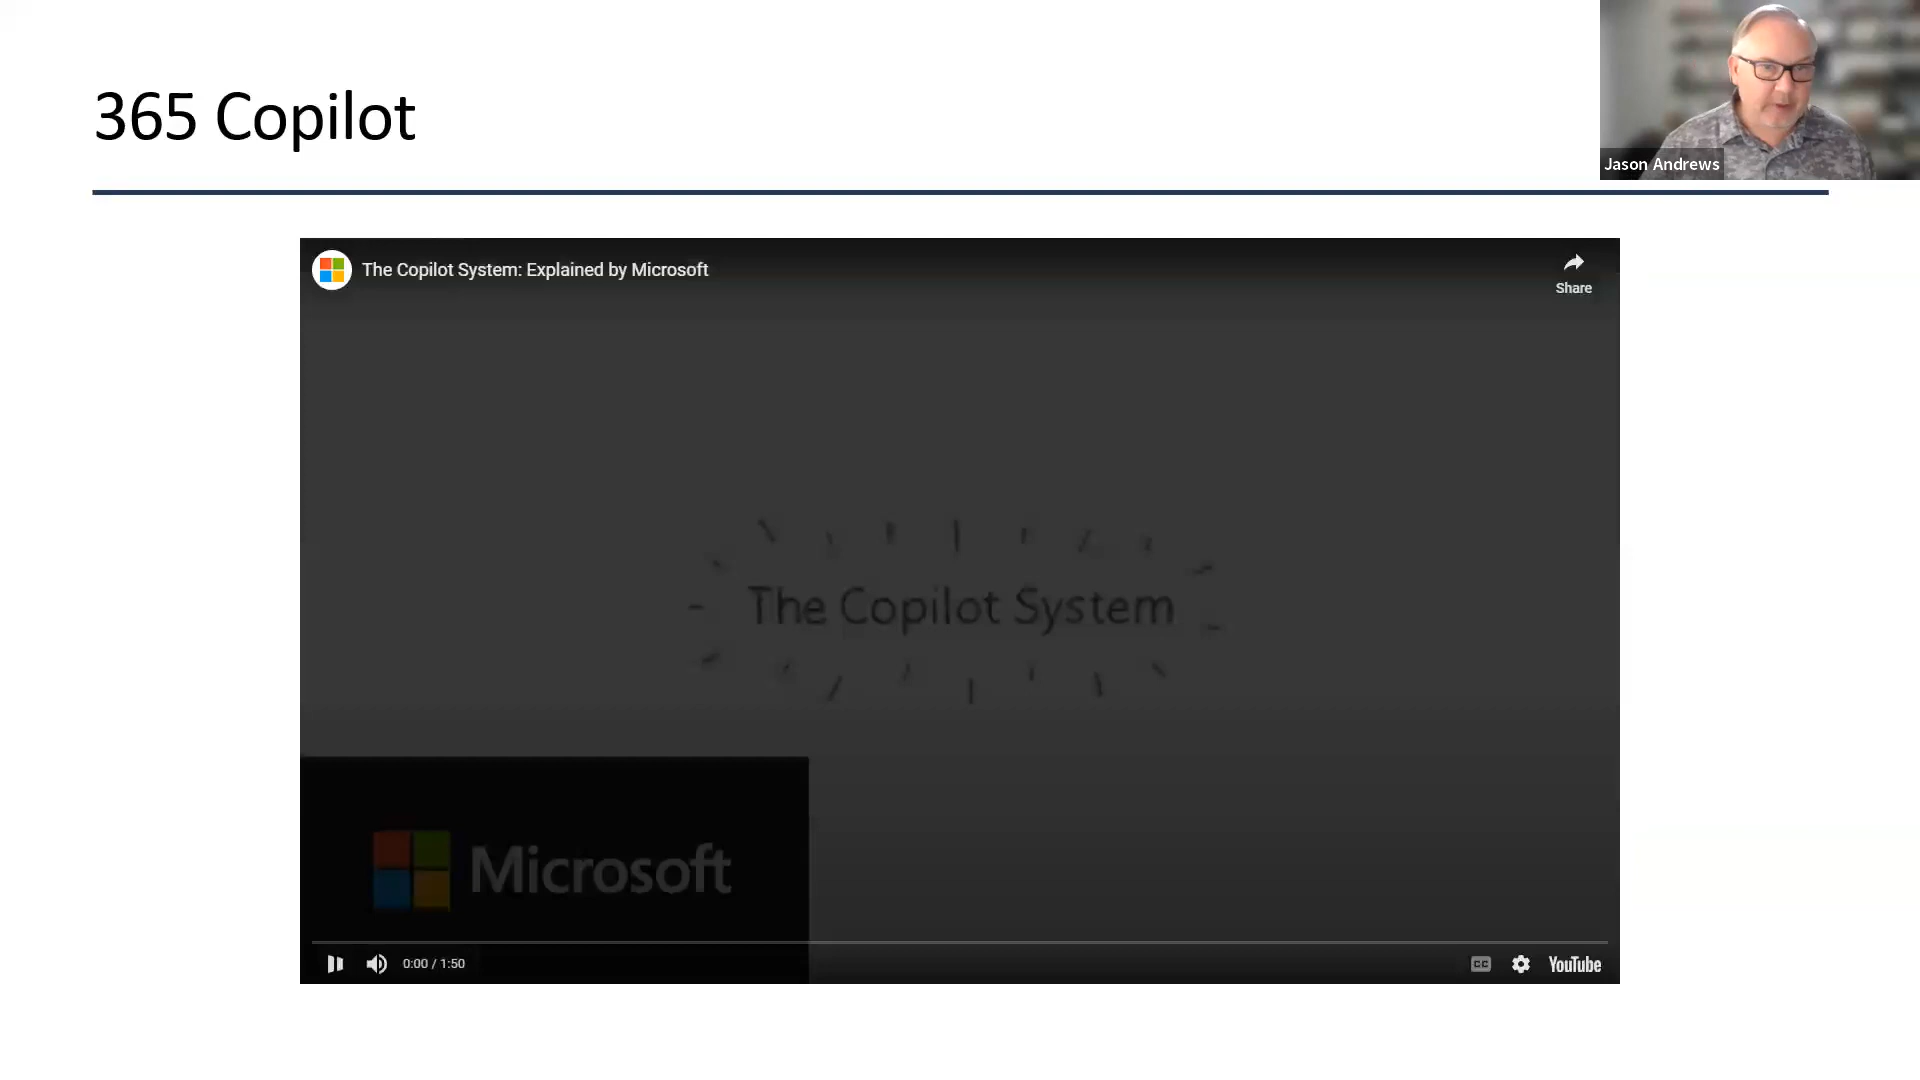 365 Copilot
Jason Andrews
The Copilot System: Explained by Microsoft
Share
The Copilot System
Microsoft
0:00 / 1:50
CC
YouTube